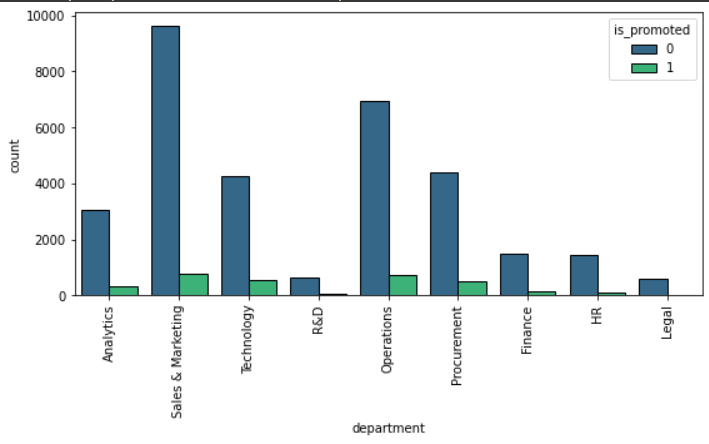 10000
8000
6000
4000
2000
0
count
is_promoted
0
1
Analytics
Sales & Marketing
Technology
R&D
Operations
Procurement
Finance
HR
Legal
department